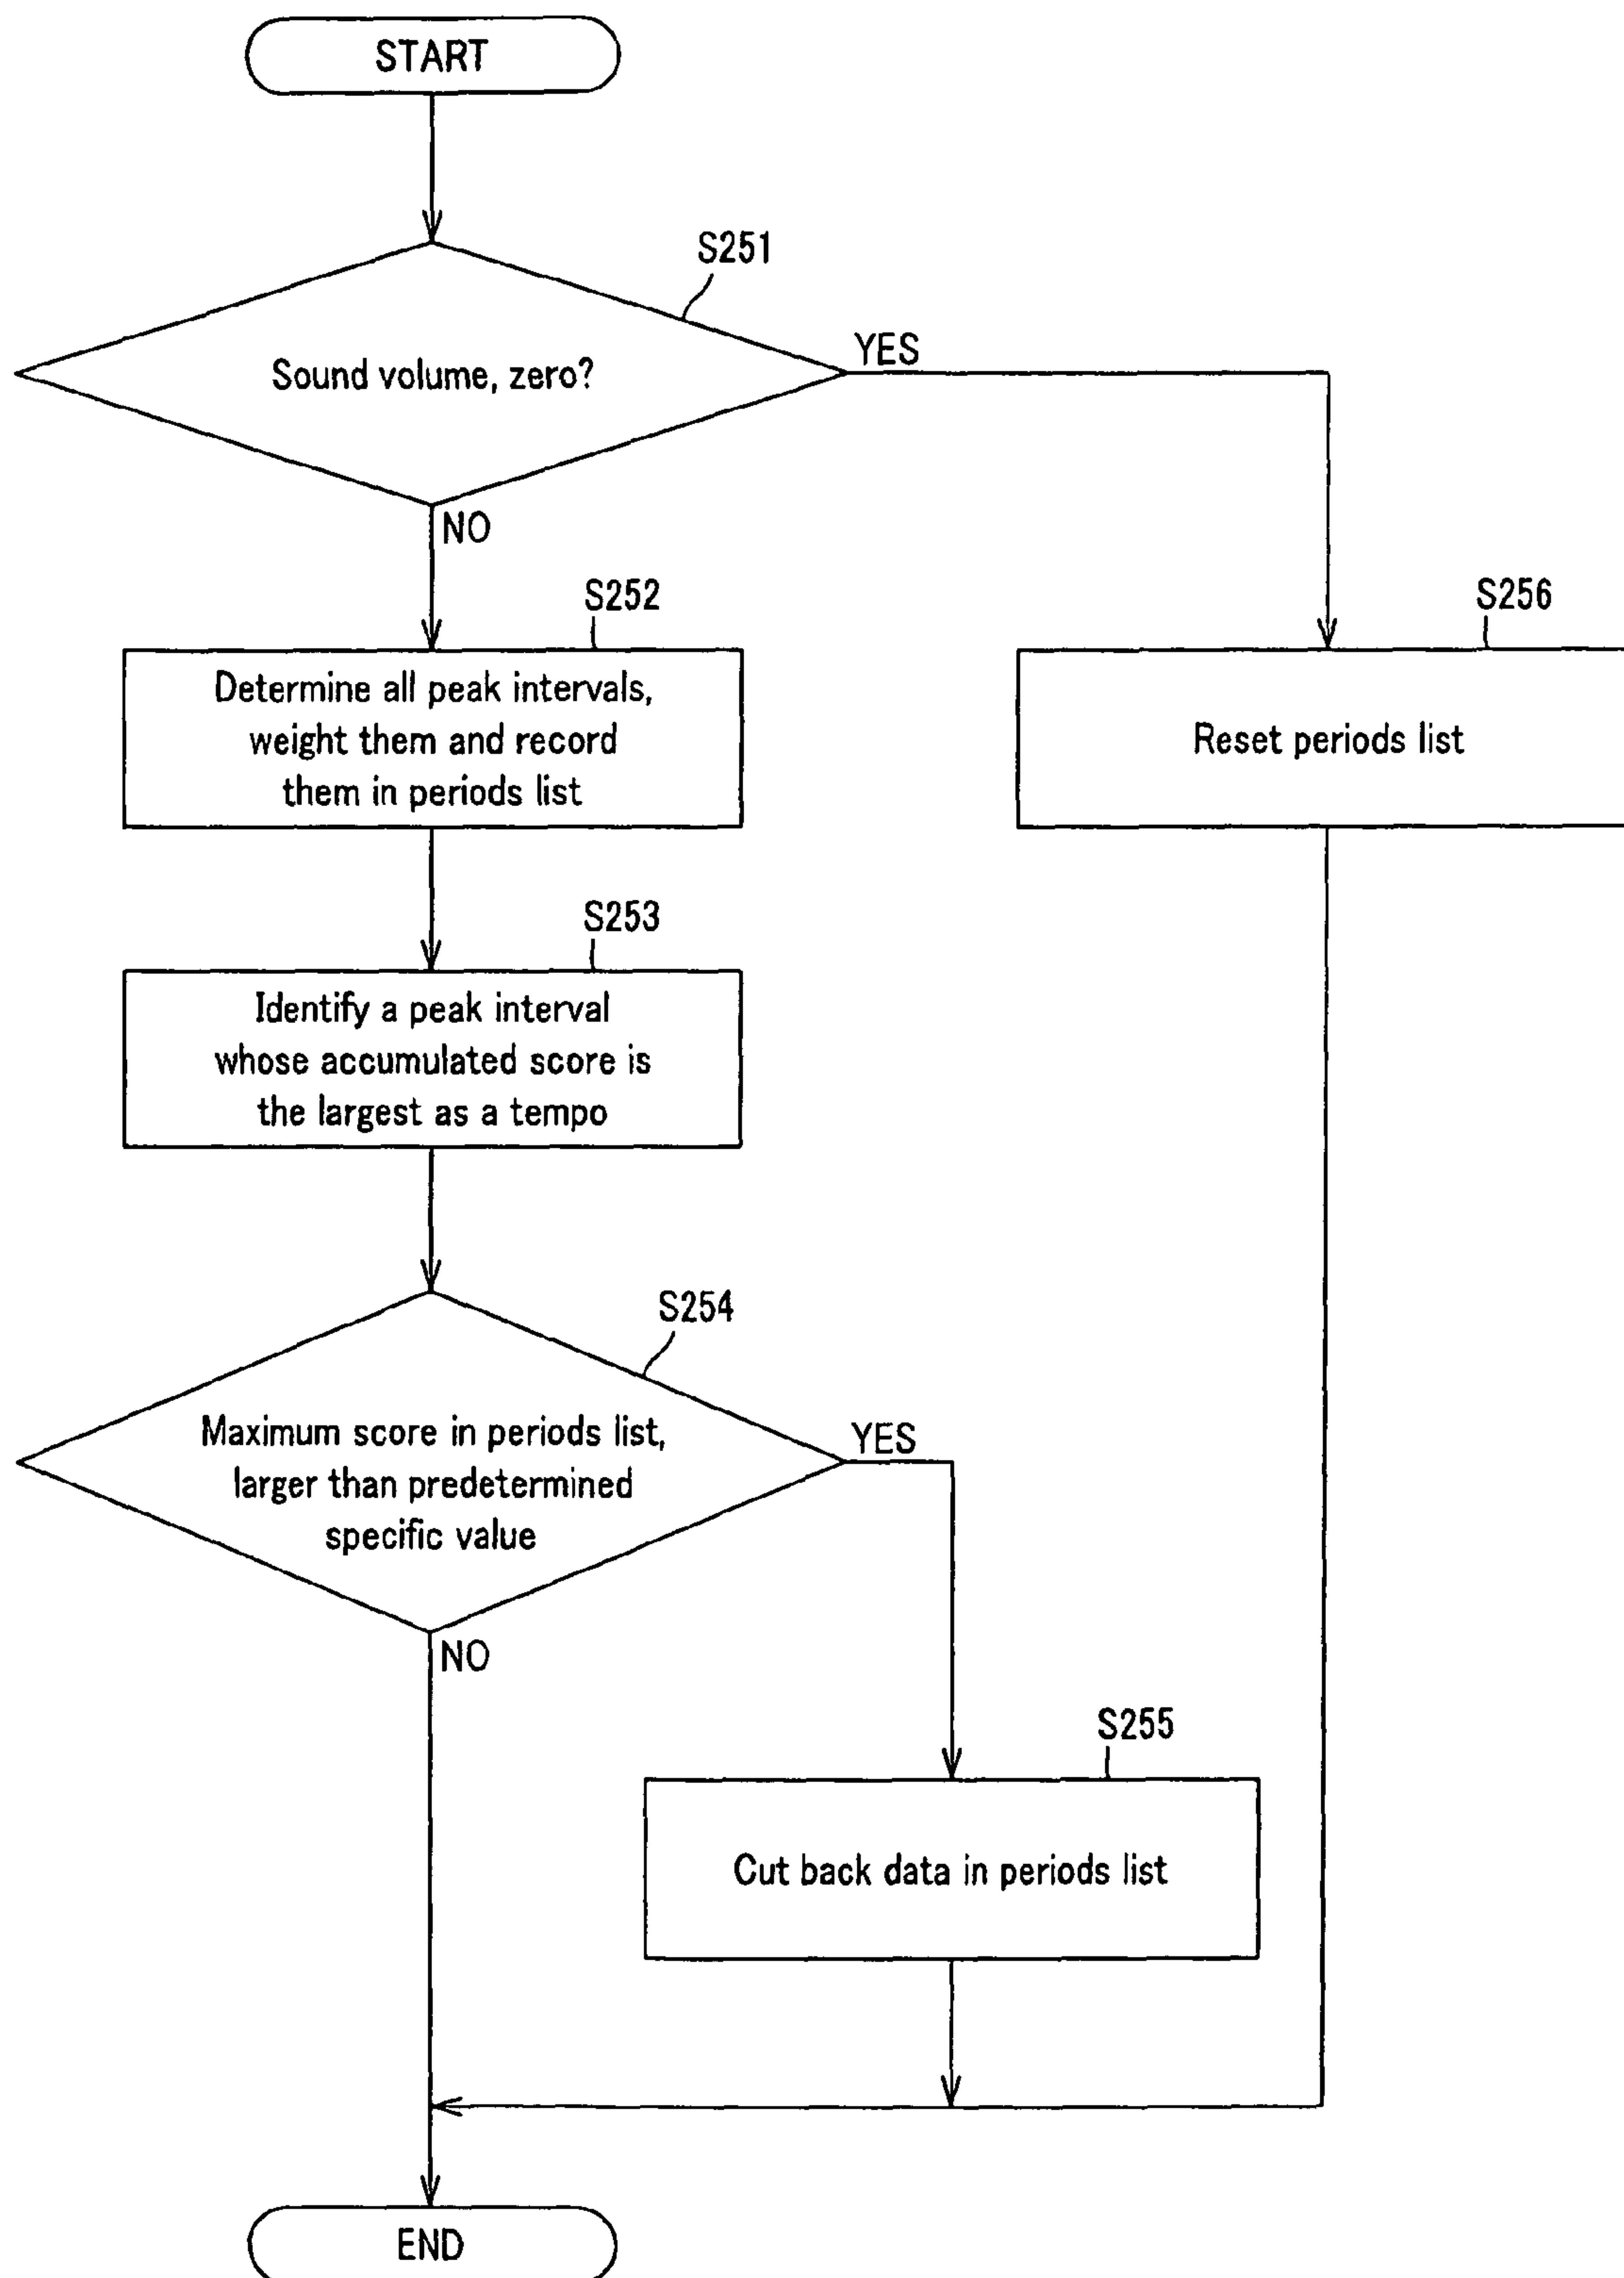 START
S251
Sound volume, zero?
YES
NO
S252
Determine all peak intervals,
weight them and record
them in periods list
S256
Reset periods list
S253
Identify a peak interval
whose accumulated score is
the largest as a tempo
S254
Maximum score in periods list,
larger than predetermined
specific value
YES
NO
S255
Cut back data in periods list
END